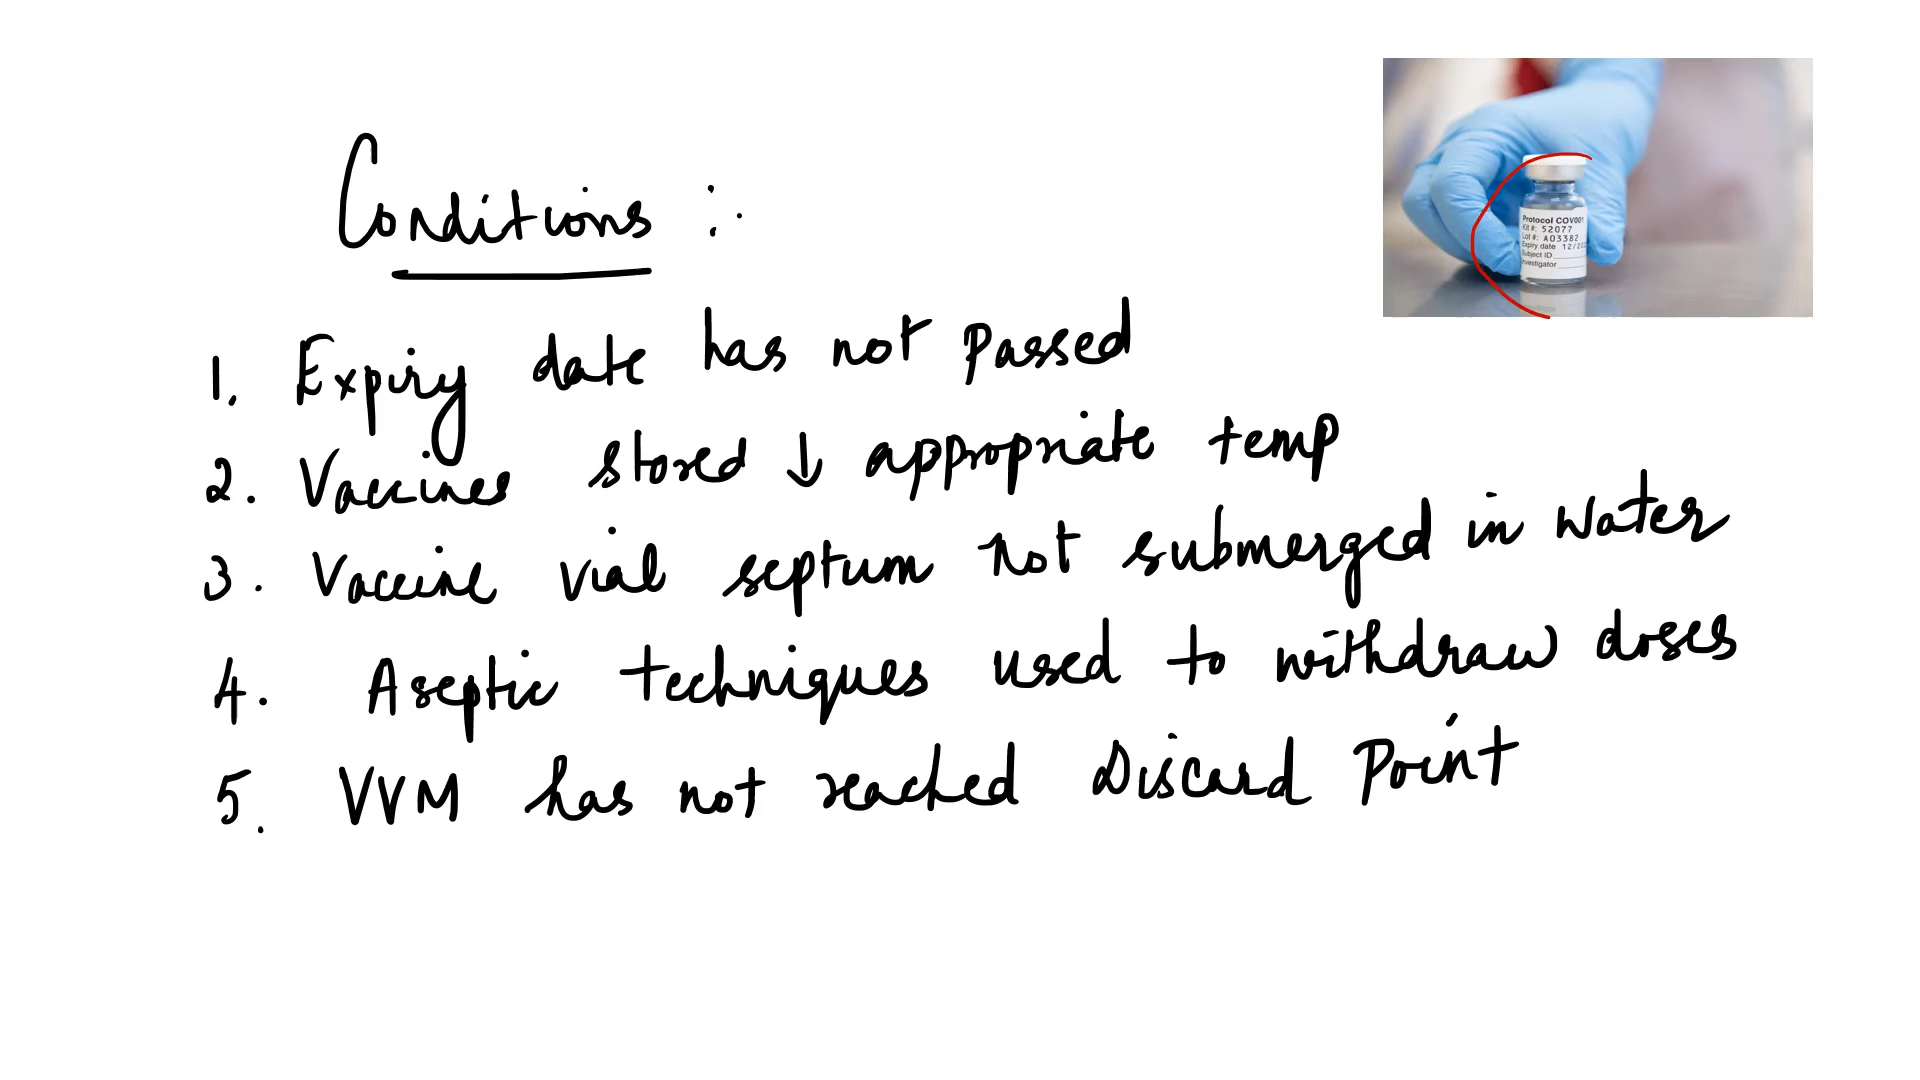 Conditions :
1. Expiry date has not passed
2. Vaccines stored ↓ appropriate temp
3. Vaccine vial septum not submerged in water
4. Aseptic techniques used to withdraw doses
5. VVM has not reached Discard Point
Protocol COV001
Kit #: 52077
Lot #: A03382
Expiry date 12/20
Subject ID
Investigator